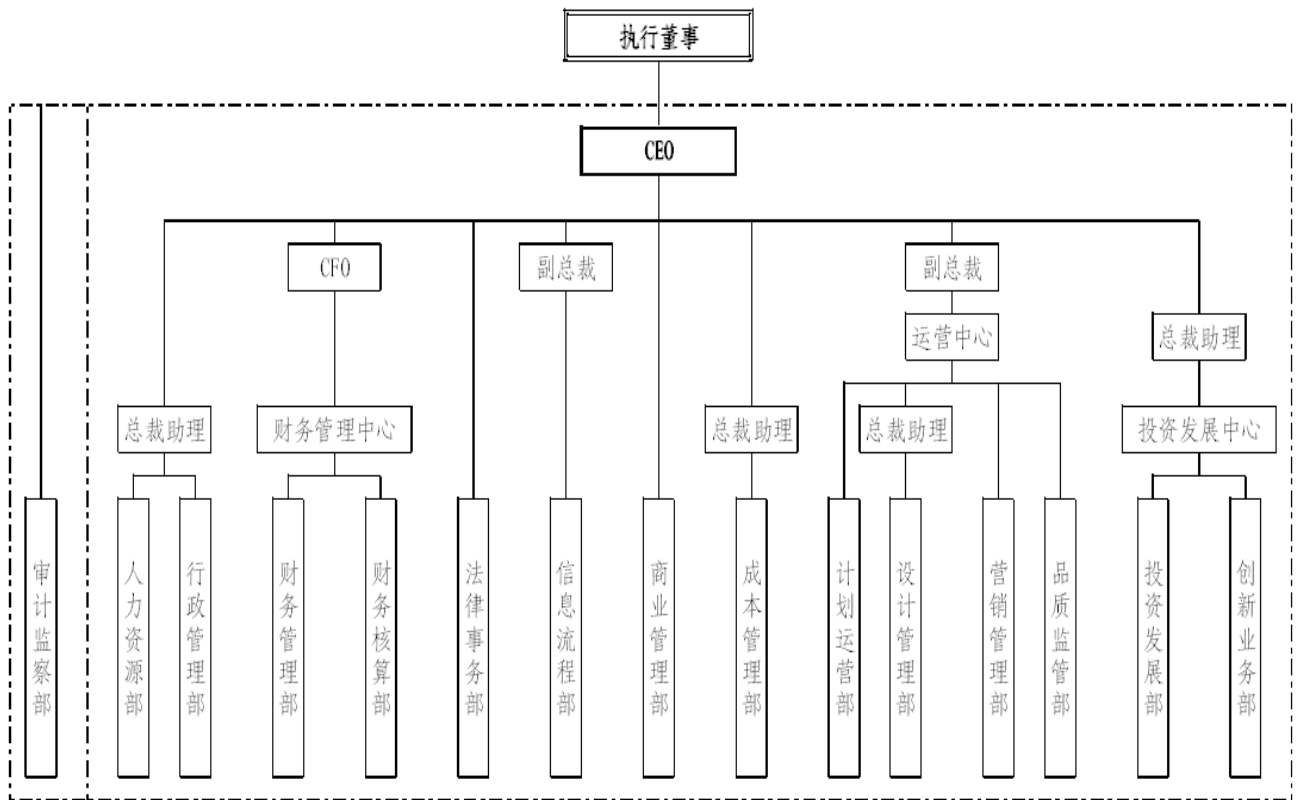 执行董事
CEO
CFO
副总裁
副总裁
运营中心
总裁助理
总裁助理
财务管理中心
总裁助理
总裁助理
投资发展中心
审计监察部
人力资源部
行政管理部
财务管理部
财务核算部
法律事务部
信息流程部
商业管理部
成本管理部
计划运营部
设计管理部
营销管理部
品质监管部
投资发展部
创新业务部